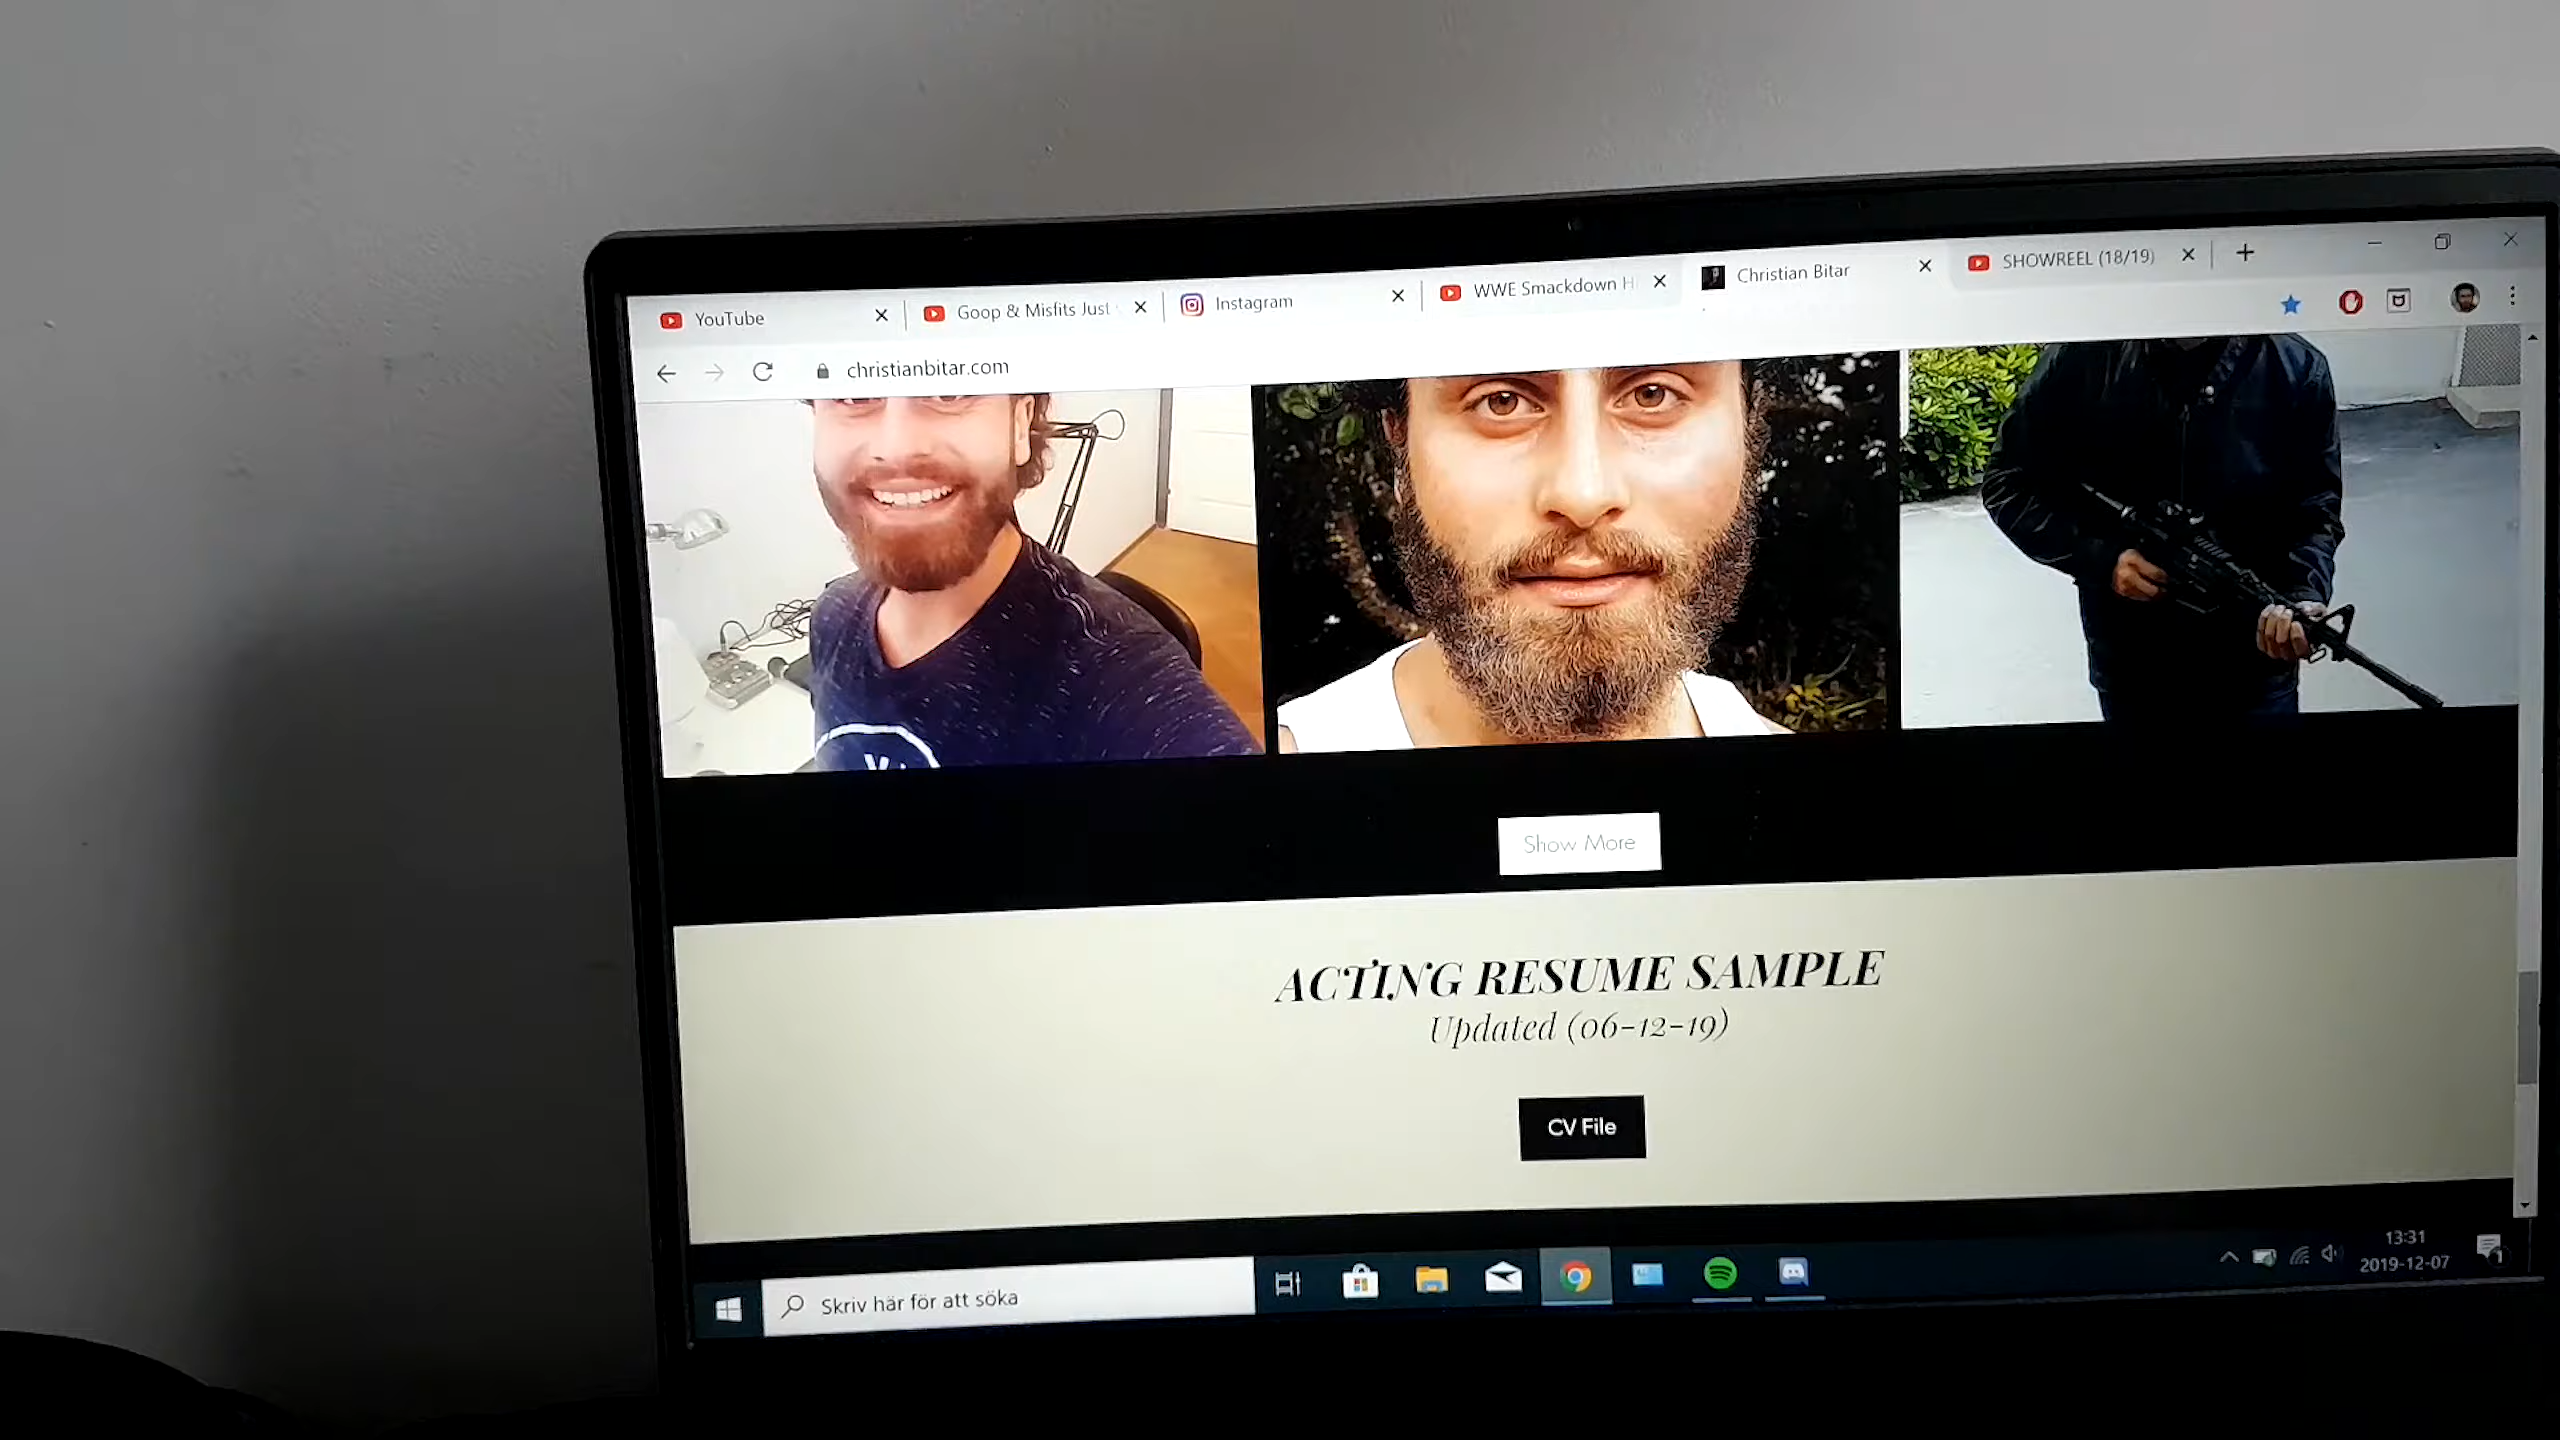 YouTube
Goop & Misfits Just
Instagram
WWE Smackdown H
Christian Bitar
SHOWREEL (18/19)
christianbitar.com
Show More
ACTING RESUME SAMPLE
Updated (06-12-19)
CV File
Skriv här för att söka
13:31
2019-12-07
1